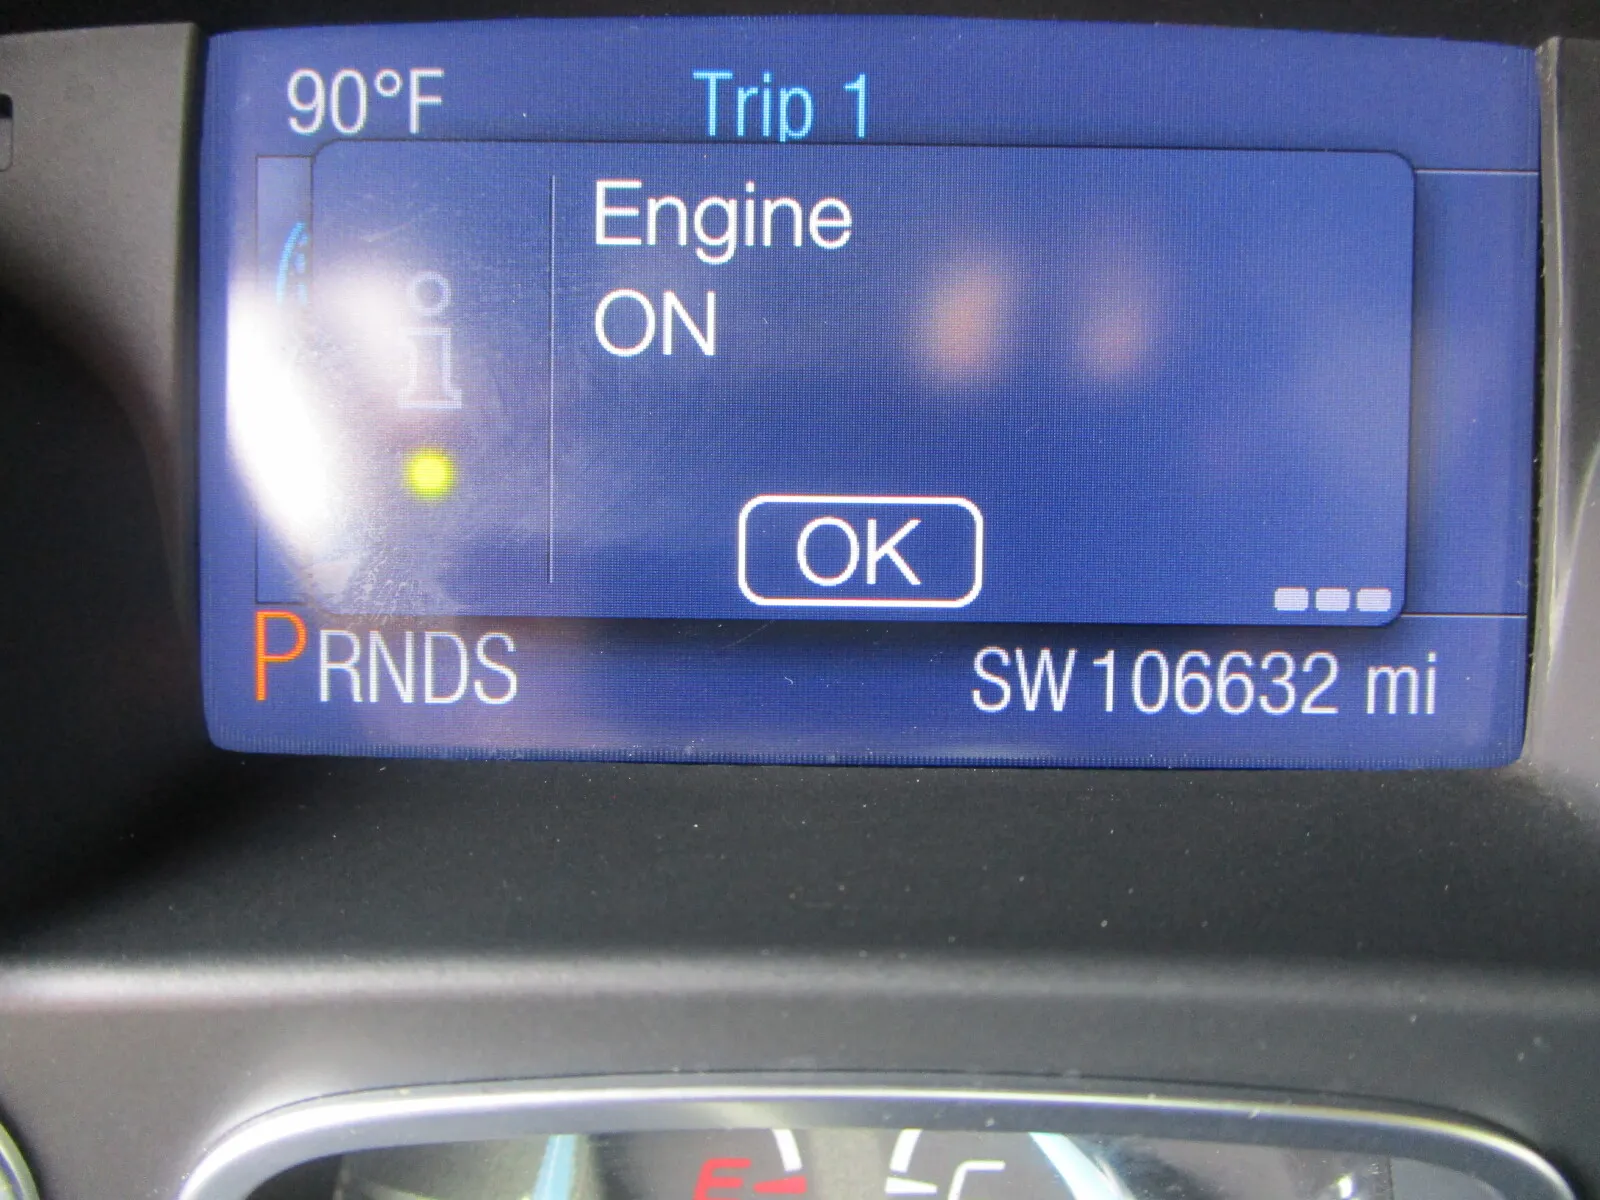 90°F
Trip 1
Engine
ON
i
OK
PRNDS
SW 106632 mi
E
C